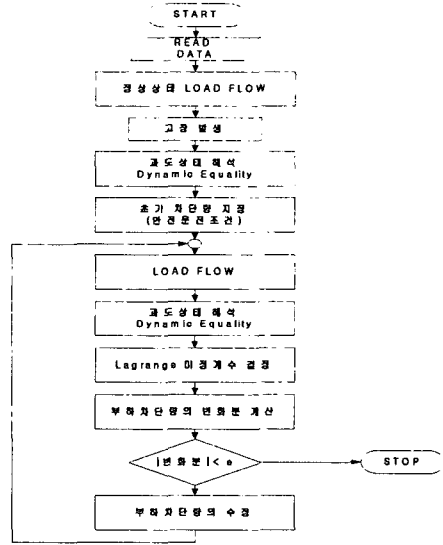 START
READ
DATA
정상상태 LOAD FLOW
고장 발생
과도상태 해석
Dynamic Equality
초기 차단량 지정
(안전운전조건)
LOAD FLOW
과도상태 해석
Dynamic Equality
Lagrange 미정계수 결정
부하차단량의 변화분 계산
|변화분|< e
STOP
부하차단량의 수정